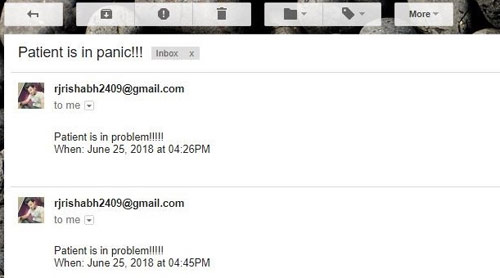 More
Patient is in panic!!!
Inbox x
rjrishabh2409@gmail.com
to me
Patient is in problem!!!!!
When: June 25, 2018 at 04:26PM
rjrishabh2409@gmail.com
to me
Patient is in problem!!!!!
When: June 25, 2018 at 04:45PM